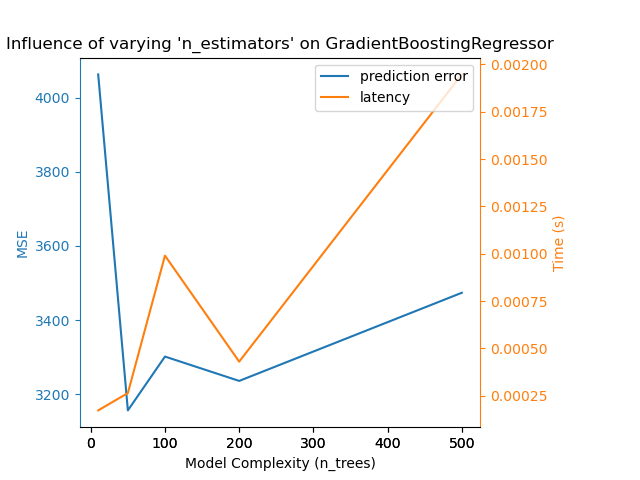 Influence of varying 'n_estimators' on GradientBoostingRegressor
prediction error
latency
4000
3800
3600
3400
3200
MSE
0.00200
0.00175
0.00150
0.00125
0.00100
0.00075
0.00050
0.00025
Time (s)
0 100 200 300 400 500
Model Complexity (n_trees)